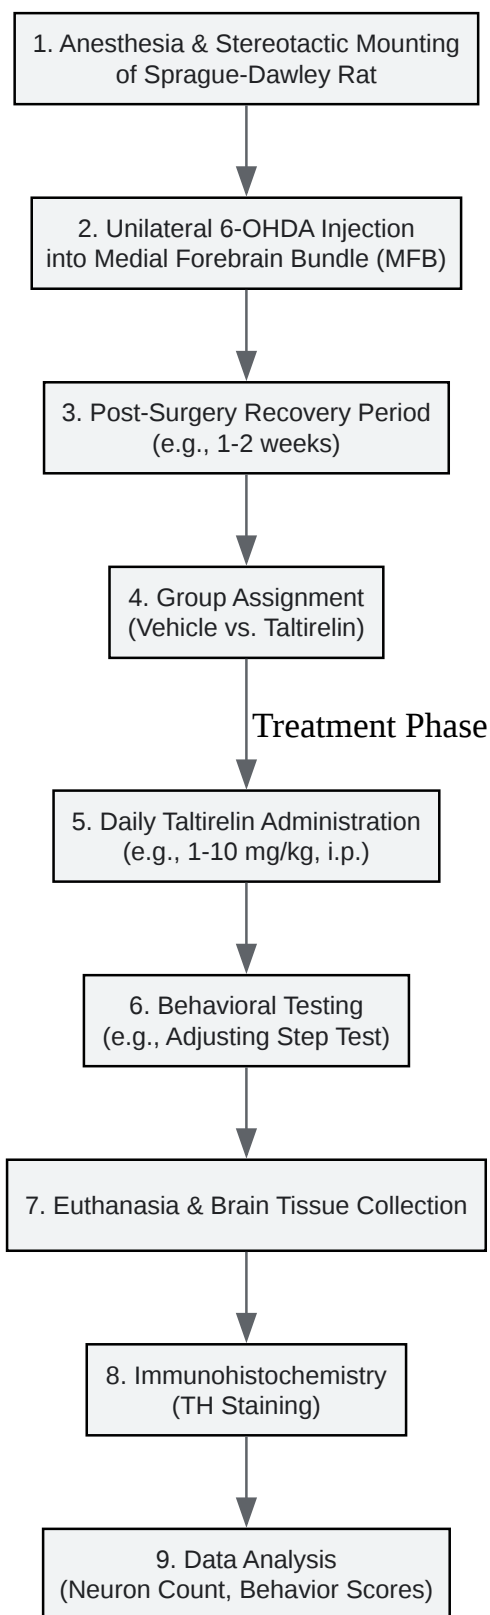 1. Anesthesia & Stereotactic Mounting
of Sprague-Dawley Rat
2. Unilateral 6-OHDA Injection
into Medial Forebrain Bundle (MFB)
3. Post-Surgery Recovery Period
(e.g., 1-2 weeks)
4. Group Assignment
(Vehicle vs. Taltirelin)
Treatment Phase
5. Daily Taltirelin Administration
(e.g., 1-10 mg/kg, i.p.)
6. Behavioral Testing
(e.g., Adjusting Step Test)
7. Euthanasia & Brain Tissue Collection
8. Immunohistochemistry
(TH Staining)
9. Data Analysis
(Neuron Count, Behavior Scores)